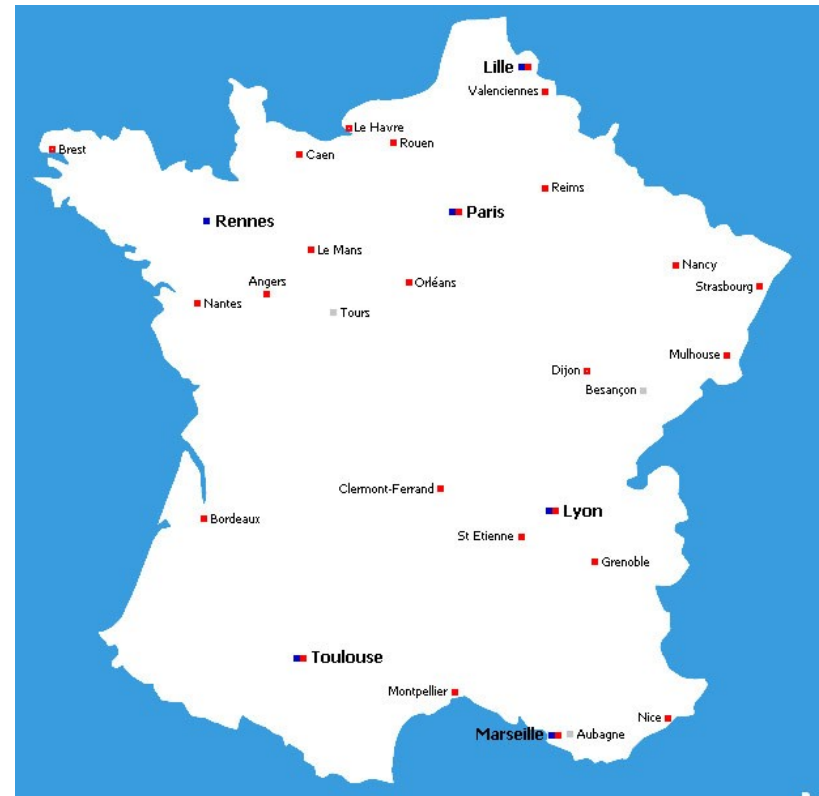 Lille
Valenciennes
Le Havre
Rouen
Brest
Caen
Reims
Paris
Rennes
Le Mans
Nancy
Angers
Orléans
Strasbourg
Nantes
Tours
Mulhouse
Dijon
Besançon
Clermont-Ferrand
Lyon
Bordeaux
St Etienne
Grenoble
Toulouse
Montpellier
Nice
Marseille
Aubagne